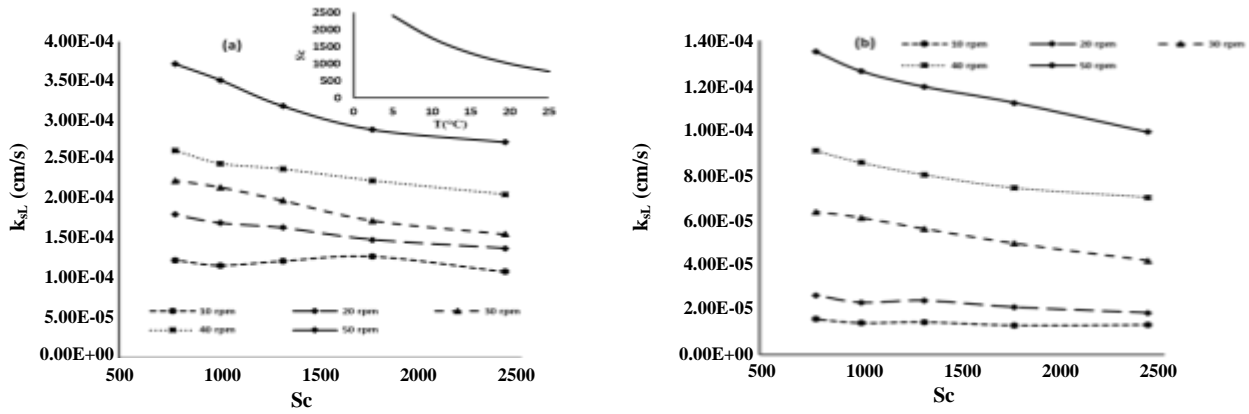 4.00E-04
3.50E-04
3.00E-04
2.50E-04
2.00E-04
1.50E-04
1.00E-04
5.00E-05
0.00E+00
k_sL (cm/s)
500 1000 1500 2000 2500
Sc
(a)
2500
2000
1500
1000
500
0
Sc
0 5 10 15 20 25
T(°C)
10 rpm 20 rpm 30 rpm
40 rpm 50 rpm
1.40E-04
1.20E-04
1.00E-04
8.00E-05
6.00E-05
4.00E-05
2.00E-05
0.00E+00
k_sL (cm/s)
500 1000 1500 2000 2500
Sc
(b)
10 rpm 20 rpm 30 rpm
40 rpm 50 rpm